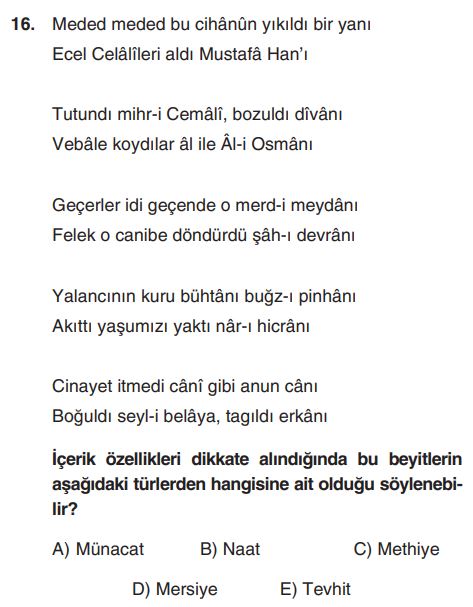 16. Meded meded bu cihânûn yıkıldı bir yanı
Ecel Celâlîleri aldı Mustafâ Han’ı
Tutundı mihr-i Cemâlî, bozuldı dîvânı
Vebâle koydılar âl ile Âl-i Osmânı
Geçerler idi geçende o merd-i meydânı
Felek o canibe döndürdü şâh-ı devrânı
Yalancının kuru bühtânı buğz-ı pinhânı
Akıttı yaşumızı yaktı nâr-ı hicrânı
Cinayet itmedi cânî gibi anun cânı
Boğuldı seyl-i belâya, tagıldı erkânı
İçerik özellikleri dikkate alındığında bu beyitlerin
aşağıdaki türlerden hangisine ait olduğu söylenebi-
lir?
A) Münacat B) Naat C) Methiye
D) Mersiye E) Tevhit